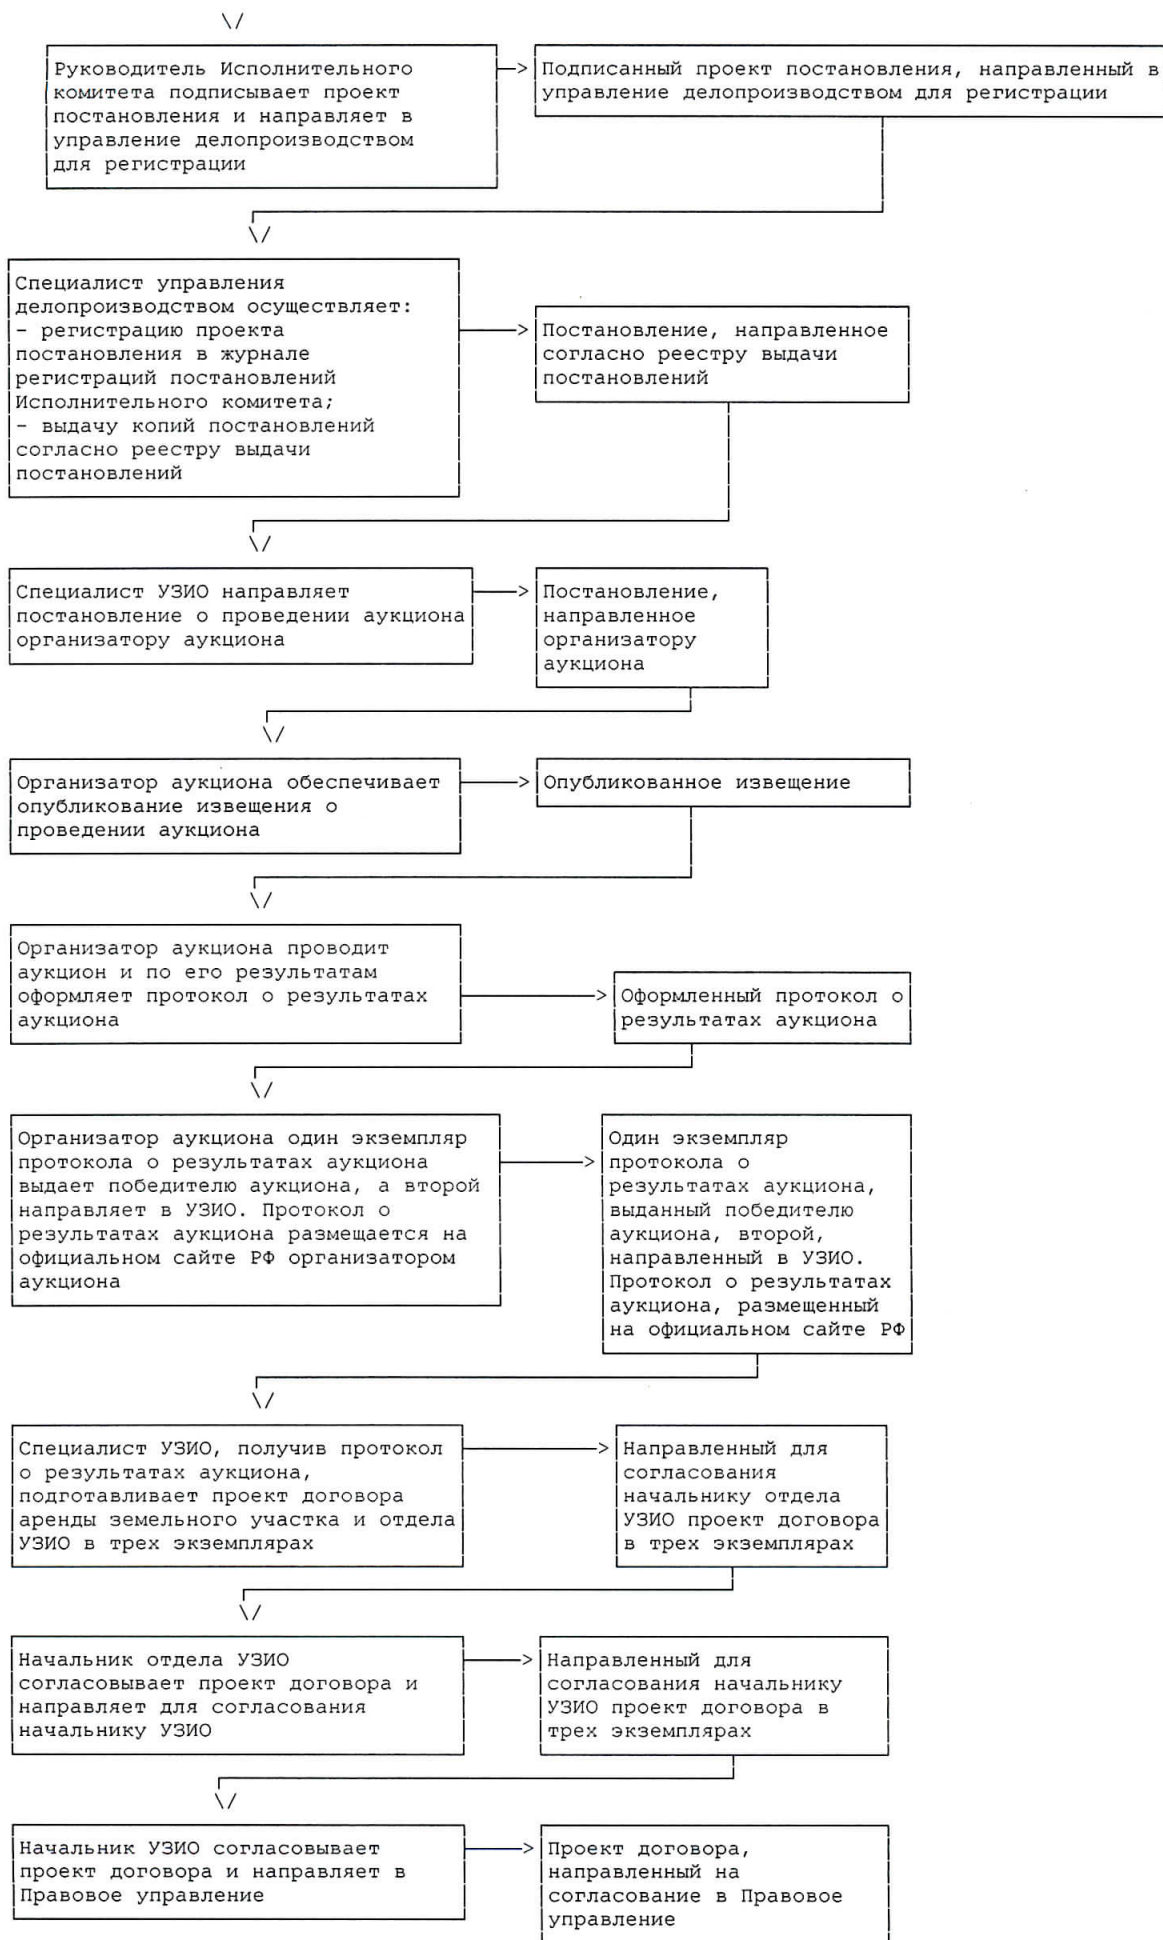 Руководитель Исполнительного
комитета подписывает проект
постановления и направляет в
управление делопроизводством
для регистрации
Подписанный проект постановления, направленный в
управление делопроизводством для регистрации
Специалист управления
делопроизводством осуществляет:
- регистрацию проекта
постановления в журнале
регистраций постановлений
Исполнительного комитета;
- выдачу копий постановлений
согласно реестру выдачи
постановлений
Постановление, направленное
согласно реестру выдачи
постановлений
Специалист УЗИО направляет
постановление о проведении аукциона
организатору аукциона
Постановление,
направленное
организатору
аукциона
Организатор аукциона обеспечивает
опубликование извещения о
проведении аукциона
Опубликованное извещение
Организатор аукциона проводит
аукцион и по его результатам
оформляет протокол о результатах
аукциона
Оформленный протокол о
результатах аукциона
Организатор аукциона один экземпляр
протокола о результатах аукциона
выдает победителю аукциона, а второй
направляет в УЗИО. Протокол о
результатах аукциона размещается на
официальном сайте РФ организатором
аукциона
Один экземпляр
протокола о
результатах аукциона,
выданный победителю
аукциона, второй,
направленный в УЗИО.
Протокол о результатах
аукциона, размещенный
на официальном сайте РФ
Специалист УЗИО, получив протокол
о результатах аукциона,
подготавливает проект договора
аренды земельного участка и отдела
УЗИО в трех экземплярах
Направленный для
согласования
начальнику отдела
УЗИО проект договора
в трех экземплярах
Начальник отдела УЗИО
согласовывает проект договора и
направляет для согласования
начальнику УЗИО
Направленный для
согласования начальнику
УЗИО проект договора в
трех экземплярах
Начальник УЗИО согласовывает
проект договора и направляет в
Правовое управление
Проект договора,
направленный на
согласование в Правовое
управление